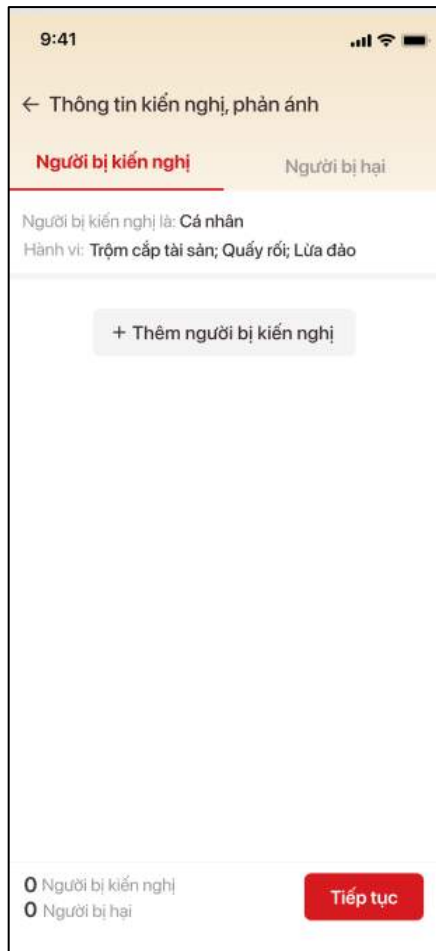 9:41
← Thông tin kiến nghị, phản ánh
Người bị kiến nghị
Người bị hại
Người bị kiến nghị là: Cá nhân
Hành vi: Trộm cắp tài sản; Quấy rối; Lừa đảo
+ Thêm người bị kiến nghị
0 Người bị kiến nghị
0 Người bị hại
Tiếp tục